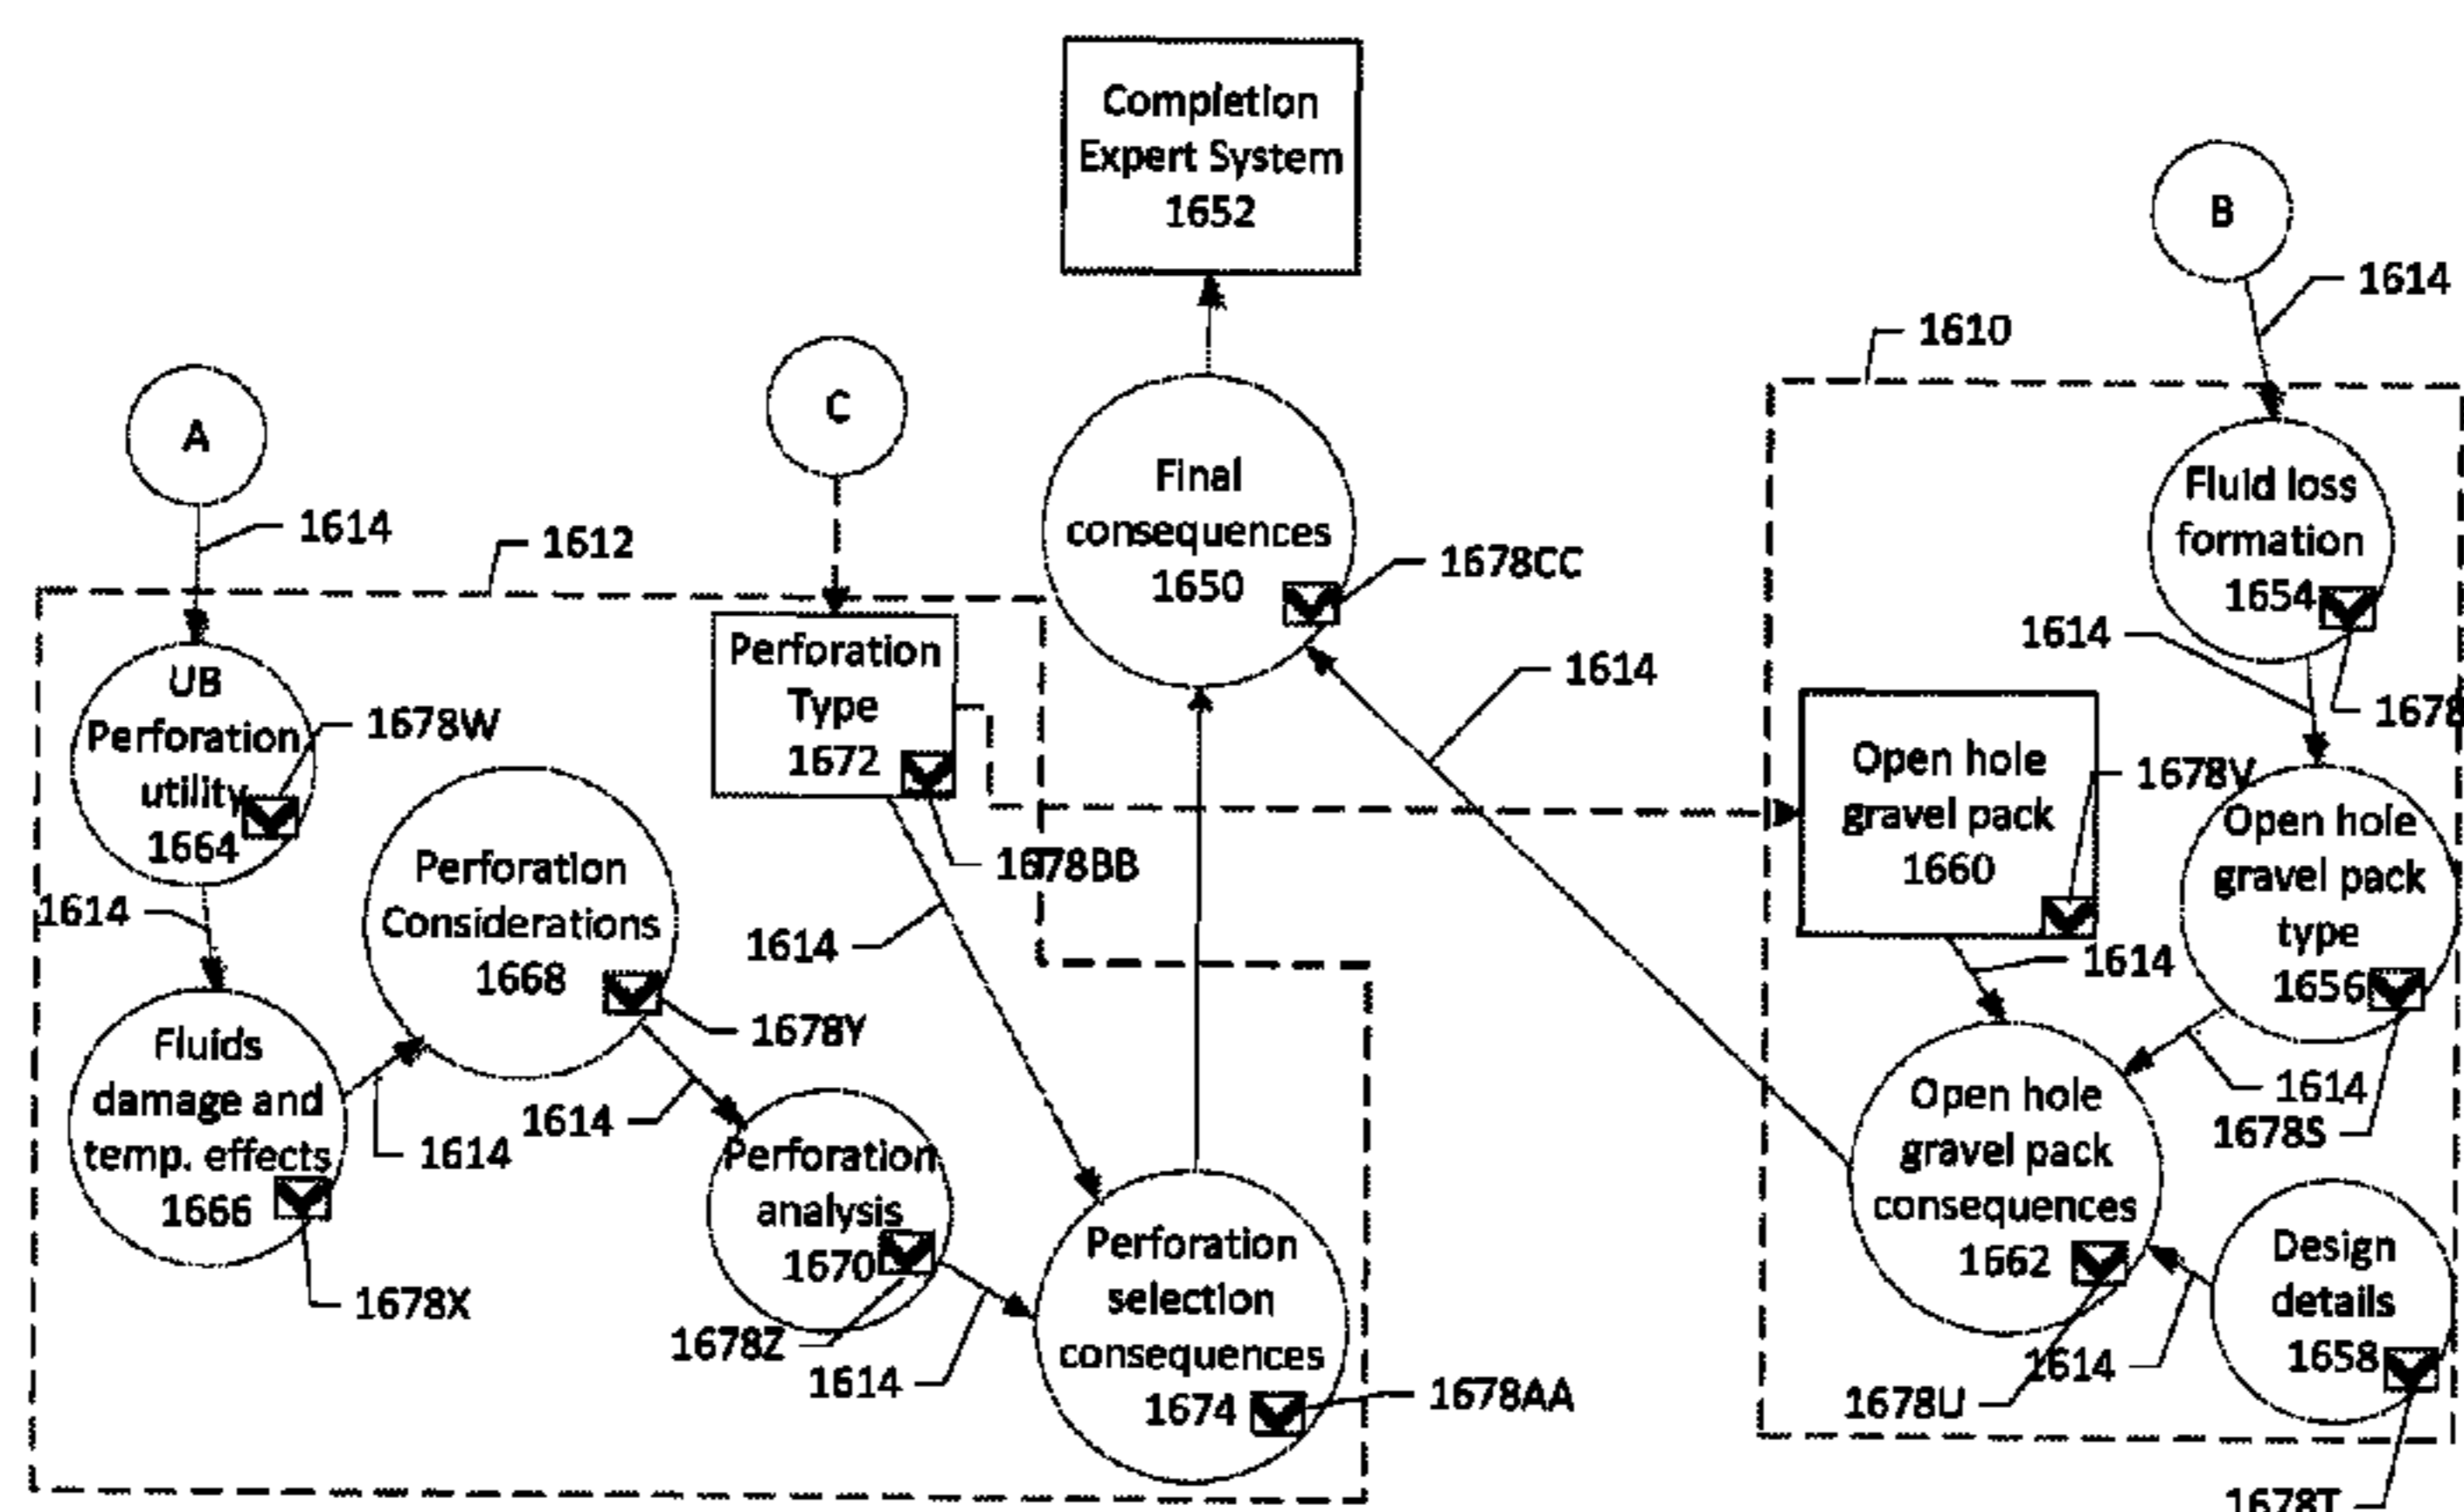 Completion
Expert System
1652
B
1614
1610
A
C
1614
1612
Final
consequences
1650
1678CC
Fluid loss
formation
1654
1614
1678
UB
Perforation
utility
1664
1678W
Perforation
Type
1672
1678BB
1614
Open hole
gravel pack
1660
1678V
Open hole
gravel pack
type
1656
1614
1614
1678S
1614
Perforation
Considerations
1668
1678Y
1614
Fluids
damage and
temp. effects
1666
1614
1678X
1614
Perforation
analysis
1670
1678Z
1614
Perforation
selection
consequences
1674
1678AA
Open hole
gravel pack
consequences
1662
1678U
1614
Design
details
1658
1678T